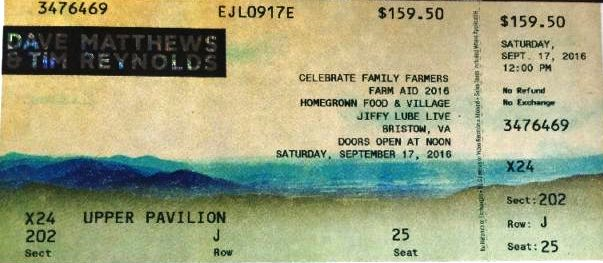 3476469 EJL0917E $159.50
DAVE MATTHEWS
& TIM REYNOLDS
CELEBRATE FAMILY FARMERS
FARM AID 2016
HOMEGROWN FOOD & VILLAGE
JIFFY LUBE LIVE
BRISTOW, VA
DOORS OPEN AT NOON
SATURDAY, SEPTEMBER 17, 2016
X24 UPPER PAVILION
202 J 25
Sect Row Seat
$159.50
SATURDAY,
SEPT. 17, 2016
12:00 PM
No Refund
No Exchange
3476469
X24
Sect: 202
Row: J
Seat: 25